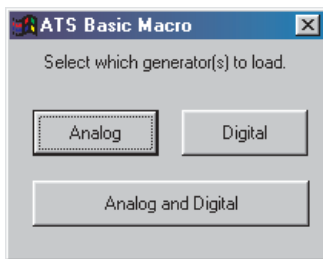 ATS Basic Macro
Select which generator(s) to load.
Analog
Digital
Analog and Digital